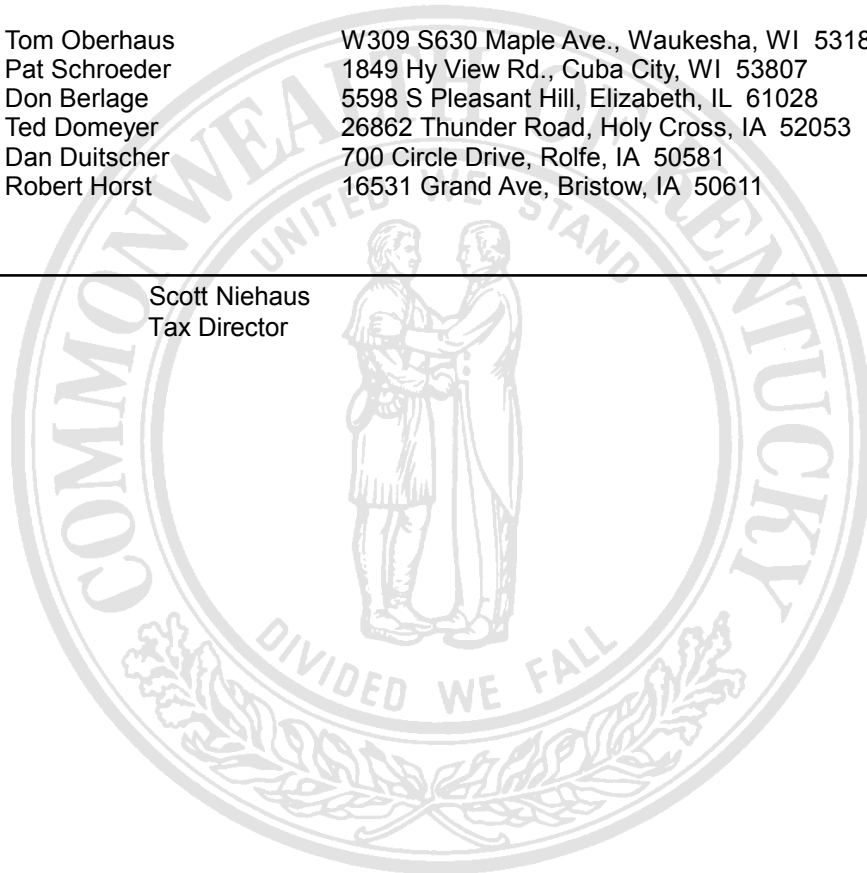 Tom Oberhaus W309 S630 Maple Ave., Waukesha, WI 5318
Pat Schroeder 1849 Hy View Rd., Cuba City, WI 53807
Don Berlage 5598 S Pleasant Hill, Elizabeth, IL 61028
Ted Domeyer 26862 Thunder Road, Holy Cross, IA 52053
Dan Duitscher 700 Circle Drive, Rolfe, IA 50581
Robert Horst 16531 Grand Ave, Bristow, IA 50611
Scott Niehaus
Tax Director
COMMONWEALTH OF KENTUCKY
UNITED WE STAND
DIVIDED WE FALL